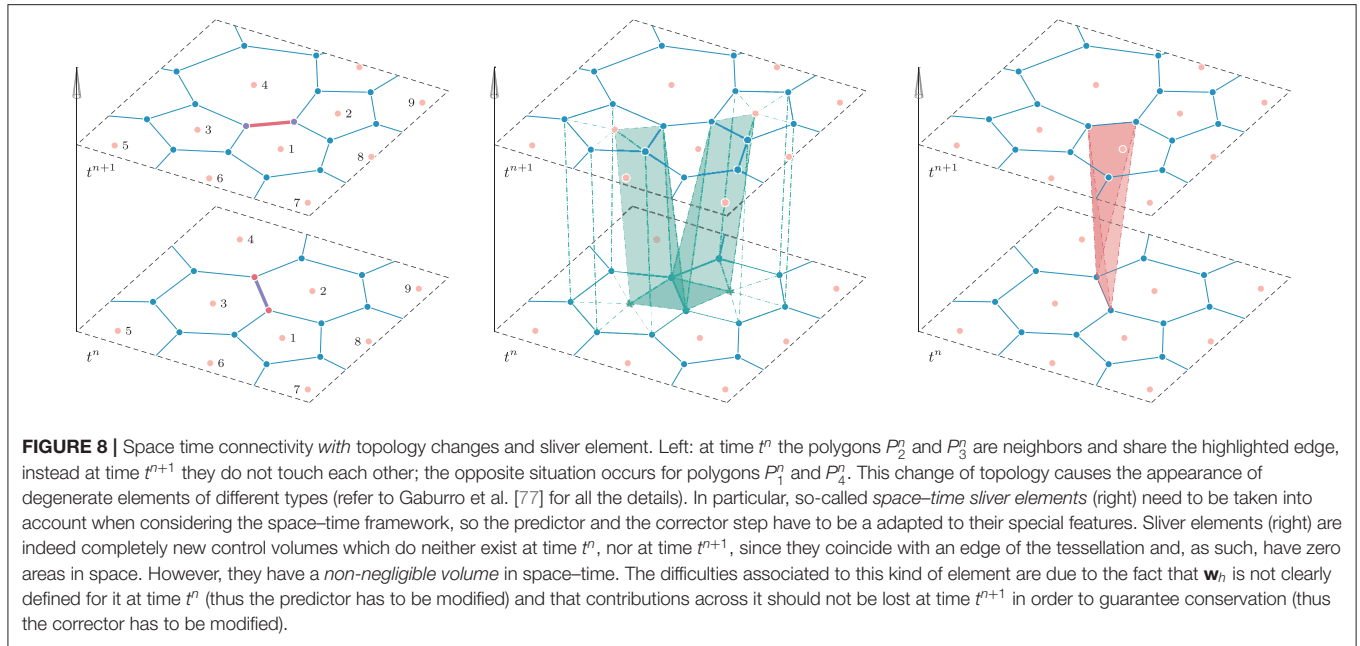 4
2
9
3
1
5
8
6
7
t^{n+1}
4
2
9
3
1
5
8
6
7
t^n
t^{n+1}
t^n
t^{n+1}
t^n
FIGURE 8 | Space time connectivity with topology changes and sliver element. Left: at time t^n the polygons P_2^n and P_3^n are neighbors and share the highlighted edge,
instead at time t^{n+1} they do not touch each other; the opposite situation occurs for polygons P_1^n and P_4^n. This change of topology causes the appearance of
degenerate elements of different types (refer to Gaburro et al. [77] for all the details). In particular, so-called space–time sliver elements (right) need to be taken into
account when considering the space–time framework, so the predictor and the corrector step have to be a adapted to their special features. Sliver elements (right) are
indeed completely new control volumes which do neither exist at time t^n, nor at time t^{n+1}, since they coincide with an edge of the tessellation and, as such, have zero
areas in space. However, they have a non-negligible volume in space–time. The difficulties associated to this kind of element are due to the fact that w_h is not clearly
defined for it at time t^n (thus the predictor has to be modified) and that contributions across it should not be lost at time t^{n+1} in order to guarantee conservation (thus
the corrector has to be modified).